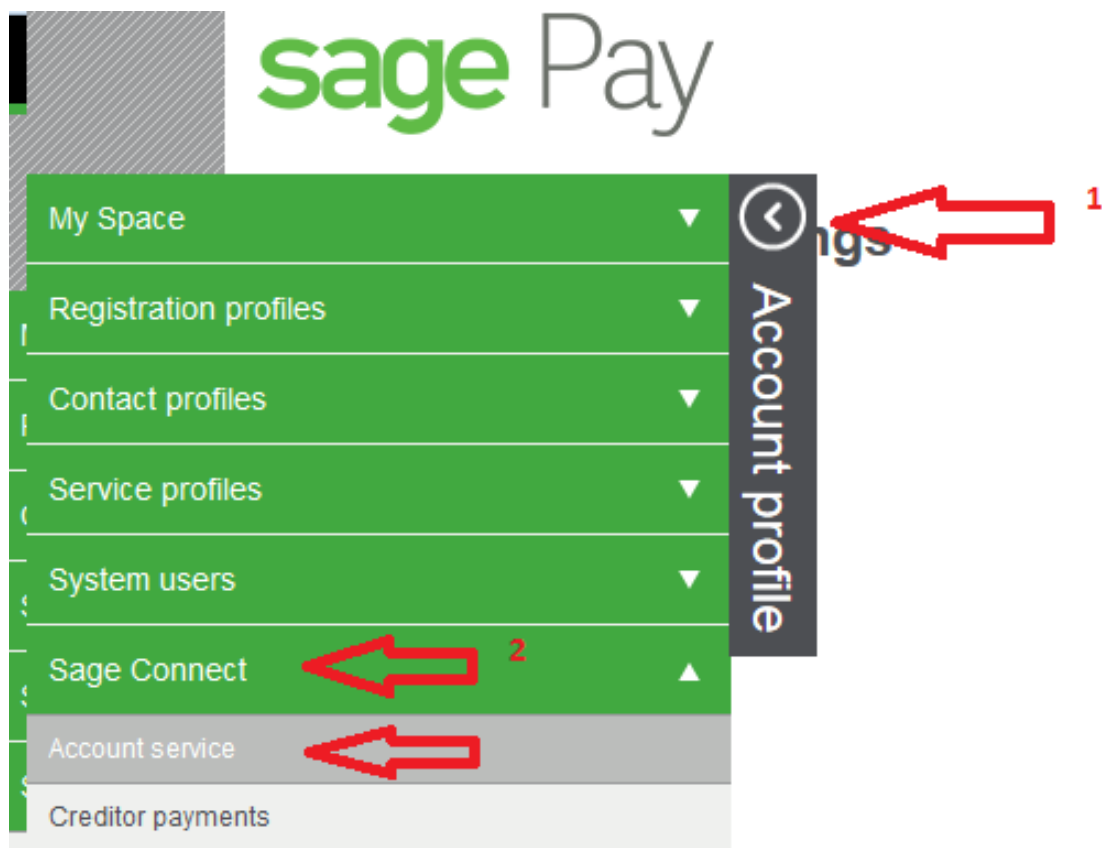 sage Pay
1
ngs
My Space
Registration profiles
Contact profiles
Service profiles
System users
Sage Connect
2
Account service
Creditor payments
Account profile